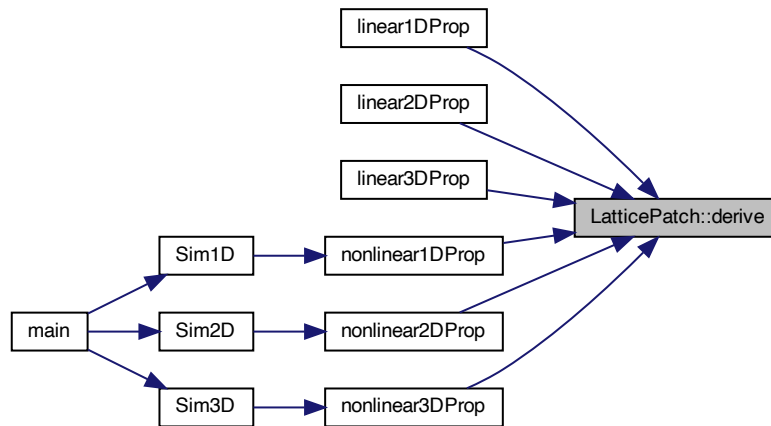 linear1DProp
linear2DProp
linear3DProp
LatticePatch::derive
Sim1D
nonlinear1DProp
main
Sim2D
nonlinear2DProp
Sim3D
nonlinear3DProp